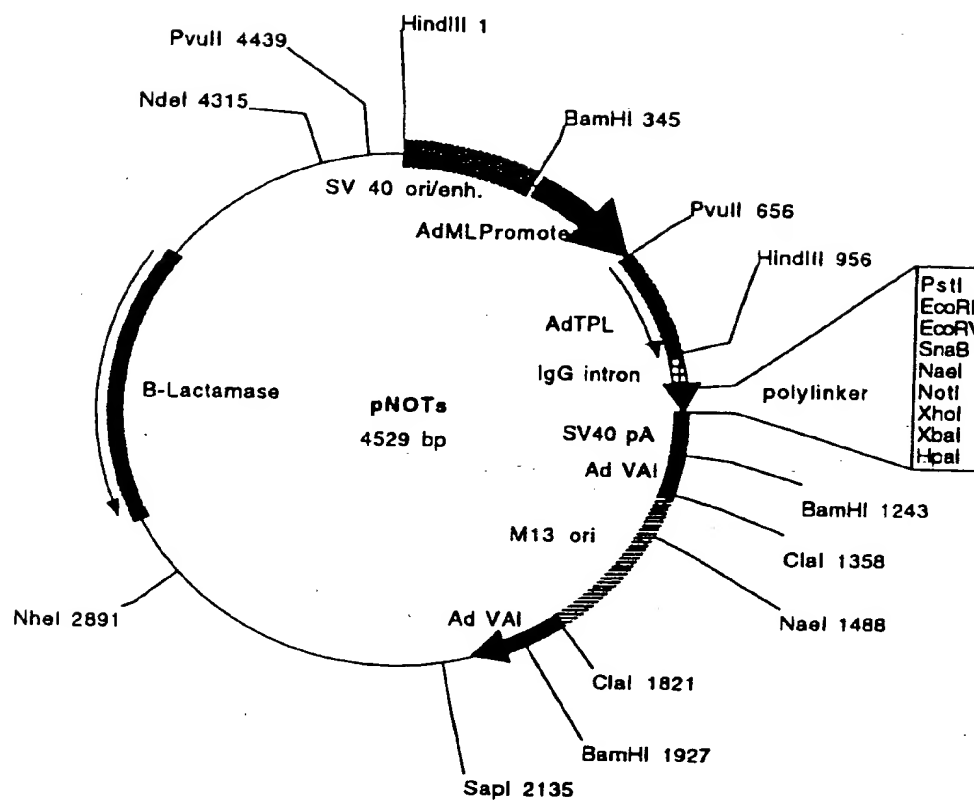 HindIII 1
PvuII 4439
NdeI 4315
BamHI 345
SV 40 ori/enh.
AdMLPromote
PvuII 656
HindIII 956
PstI
EcoRI
EcoRV
SnaB
NaeI
NotI
XhoI
XbaI
HpaI
polylinker
AdTPL
IgG intron
B-Lactamase
pNOTs
4529 bp
SV40 pA
Ad VAI
BamHI 1243
M13 ori
ClaI 1358
NaeI 1488
NheI 2891
Ad VAI
ClaI 1821
BamHI 1927
SapI 2135